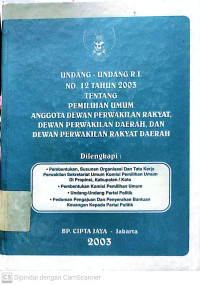 UNDANG - UNDANG R.I.
NO. 12 TAHUN 2003
TENTANG
PEMILIHAN UMUM
ANGGOTA DEWAN PERWAKILAN RAKYAT,
DEWAN PERWAKILAN DAERAH, DAN
DEWAN PERWAKILAN RAKYAT DAERAH
Dilengkapi :
• Pembentukan, Susunan Organisasi Dan Tata Kerja
Perwakilan Sekretariat Umum Komisi Pemilihan Umum
Di Propinsi, Kabupaten / Kota
• Pembentukan Komisi Pemilihan Umum
• Undang-Undang Partai Politik
• Pedoman Pengajuan Dan Penyerahan Bantuan
Keuangan Kepada Partai Politik
BP. CIPTA JAYA - Jakarta
2003
CS Dipindai dengan CamScanner